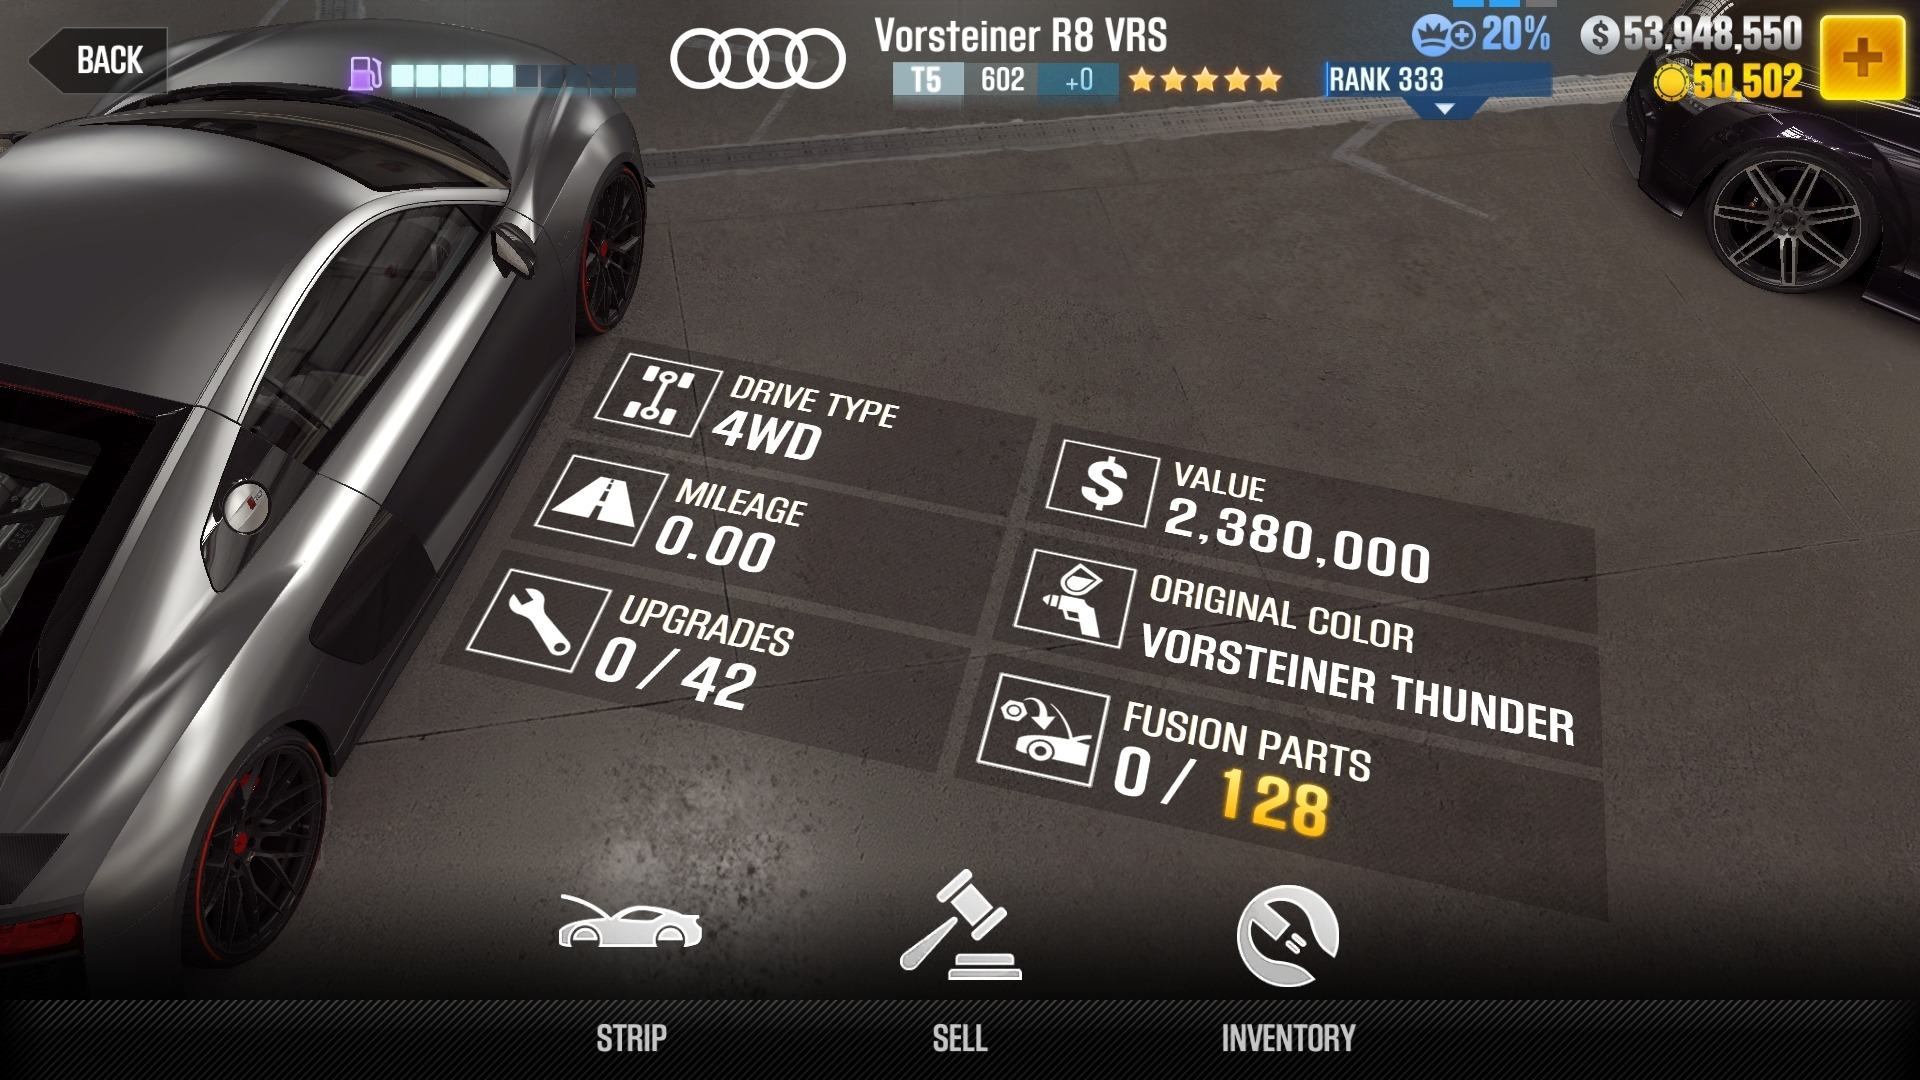 BACK
Vorsteiner R8 VRS
T5 602 +0
20%
RANK 333
53,948,550
50,502
DRIVE TYPE
4WD
MILEAGE
0.00
UPGRADES
0 / 42
$ VALUE
2,380,000
ORIGINAL COLOR
VORSTEINER THUNDER
FUSION PARTS
0 / 128
STRIP
SELL
INVENTORY